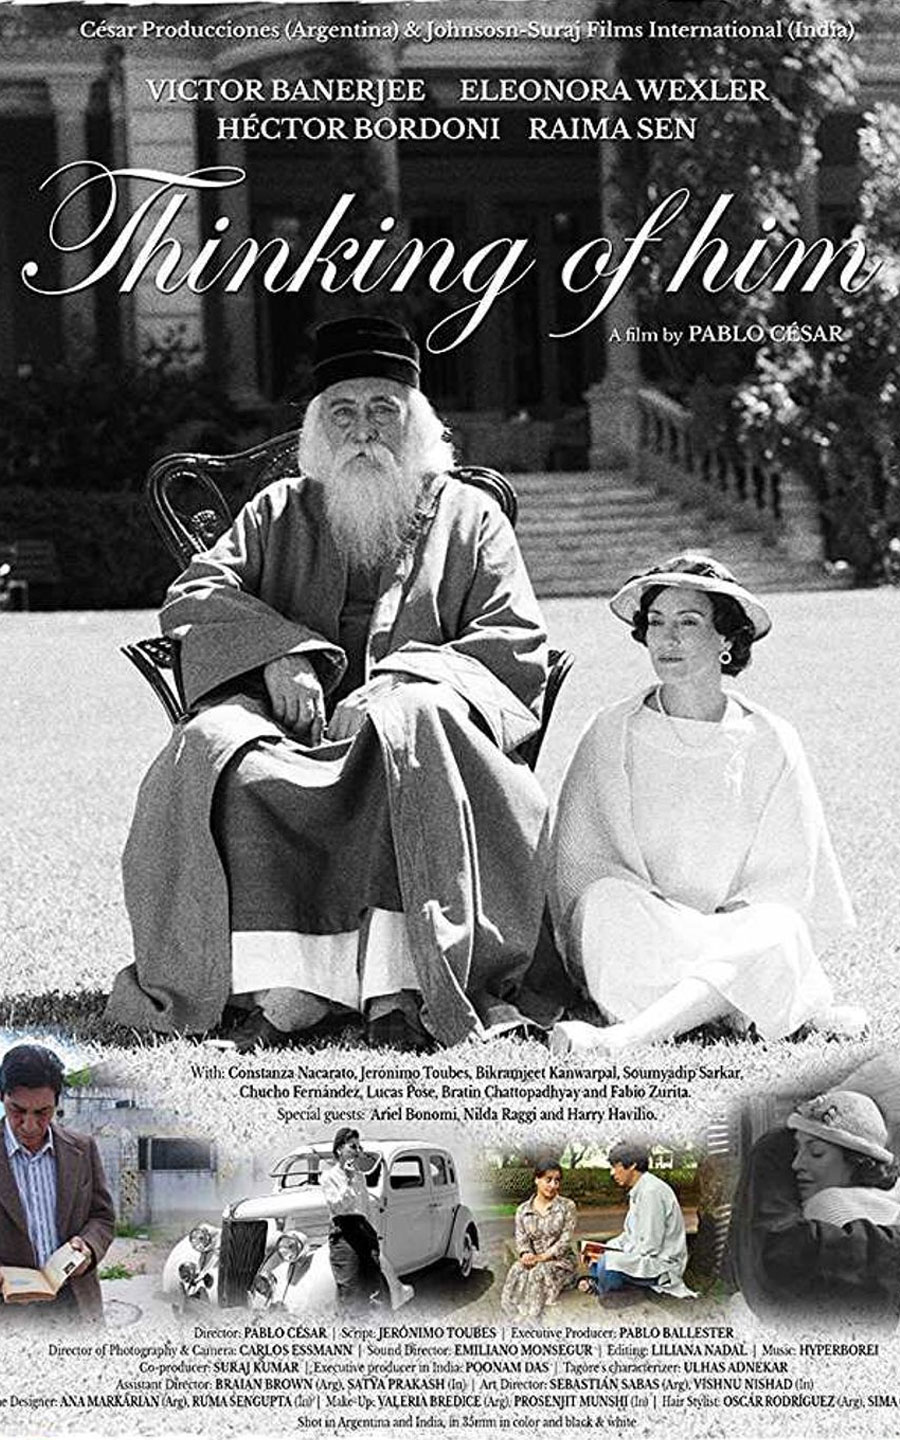 César Producciones (Argentina) & Johnsosn-Suraj Films International (India)
VICTOR BANERJEE ELEONORA WEXLER
HÉCTOR BORDONI RAIMA SEN
Thinking of him
A film by PABLO CÉSAR
With: Constanza Nacarato, Jerónimo Toubes, Bikramjeet Kanwarpal, Soumyadip Sarkar,
Chucho Fernández, Lucas Pose, Bratin Chattopadhyay and Fabio Zurita.
Special guests: Ariel Bonomi, Nilda Raggi and Harry Havilio.
Director: PABLO CÉSAR | Script: JERÓNIMO TOUBES | Executive Producer: PABLO BALLESTER
Director of Photography & Camera: CARLOS ESSMANN | Sound Director: EMILIANO MONSEGUR | Editing: LILIANA NADAL | Music: HYPERBOREI
Co-producer: SURAJ KUMAR | Executive producer in India: POONAM DAS | Tagore's characterizer: ULHAS ADNEKAR
Assistant Director: BRAIAN BROWN (Arg), SATYA PRAKASH (In) | Art Director: SEBASTIÁN SABAS (Arg), VISHNU NISHAD (In)
e Designer: ANA MARKARIAN (Arg), RUMA SENGUPTA (In) | Make-Up: VALERIA BREDICE (Arg), PROSENJIT MUNSHI (In) | Hair Stylist: OSCAR RODRÍGUEZ (Arg), SIMA
Shot in Argentina and India, in 35mm in color and black & white